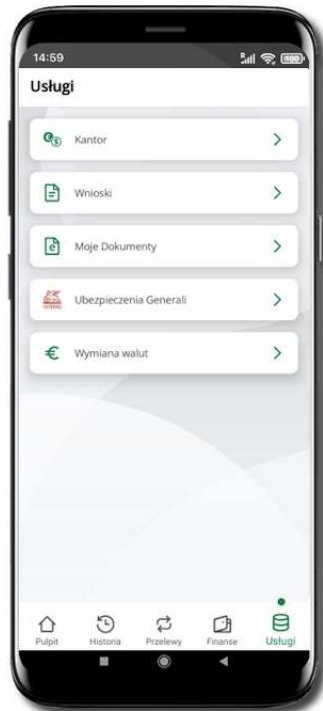 14:59
Usługi
Kantor
Wnioski
Moje Dokumenty
Ubezpieczenia Generali
Wymiana walut
Pulpit
Historia
Przelewy
Finanse
Usługi